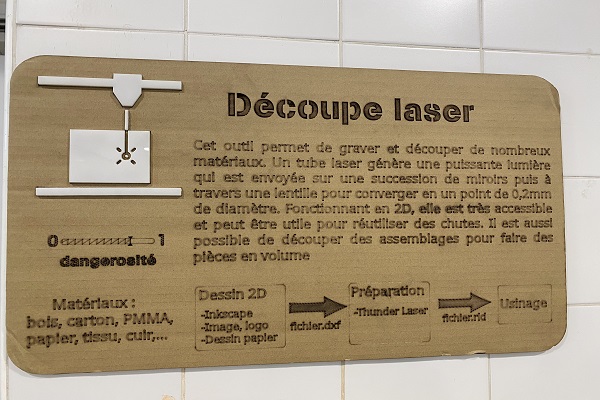 Découpe laser
Cet outil permet de graver et découper de nombreux
matériaux. Un tube laser génère une puissante lumière
qui est envoyée sur une succession de miroirs puis à
travers une lentille pour converger en un point de 0,2mm
de diamètre. Fonctionnant en 2D, elle est très accessible
et peut être utile pour réutiliser des chutes. Il est aussi
possible de découper des assemblages pour faire des
pièces en volume
0 1
dangerosité
Matériaux :
bois, carton, PMMA,
papier, tissu, cuir,...
Dessin 2D
-Inkscape
-Image, logo
-Dessin papier
fichier.dxf
Préparation
-Thunder Laser
fichier.rld
Usinage